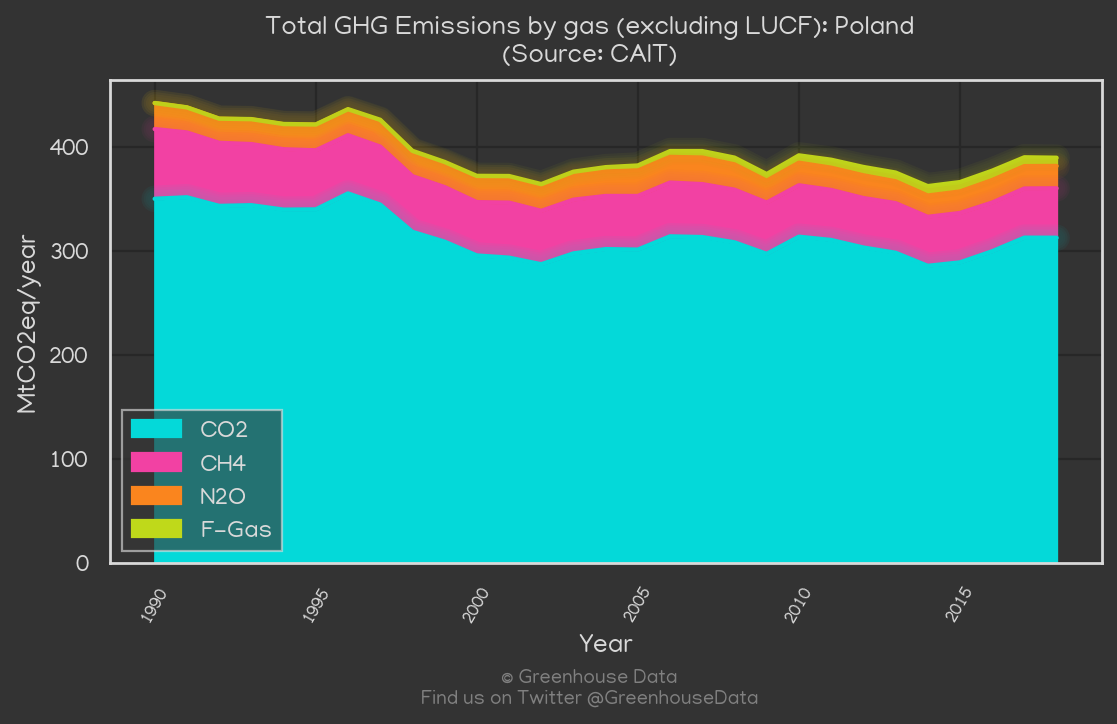 Total GHG Emissions by gas (excluding LUCF): Poland
(Source: CAIT)
MtCO2eq/year
400
300
200
100
0
CO2
CH4
N2O
F-Gas
1990
1995
2000
2005
2010
2015
Year
© Greenhouse Data
Find us on Twitter @GreenhouseData